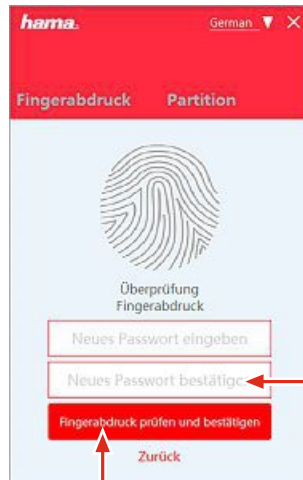 hama.
German
Fingerabdruck Partition
Überprüfung
Fingerabdruck
Neues Passwort eingeben
Neues Passwort bestätige
Fingerabdruck prüfen und bestätigen
Zurück